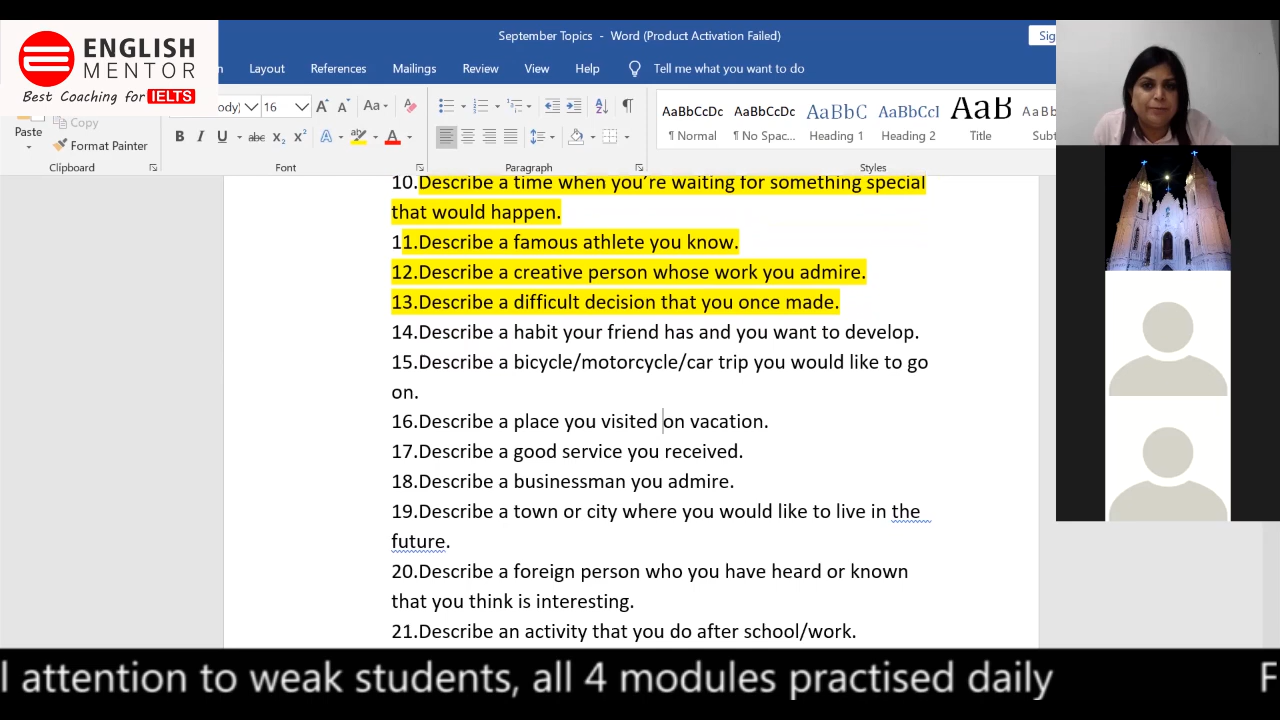 ENGLISH
MENTOR
Best Coaching for IELTS
September Topics - Word (Product Activation Failed)
Layout References Mailings Review View Help Tell me what you want to do
16 Aa
Paste
Copy
Format Painter
Clipboard
B I U abc x₂ x² A A
Font
Paragraph
AaBbCcDc AaBbCcDc AaBbC AaBbCcI AaB
¶ Normal ¶ No Spac... Heading 1 Heading 2 Title
Styles
10.Describe a time when you’re waiting for something special
that would happen.
11.Describe a famous athlete you know.
12.Describe a creative person whose work you admire.
13.Describe a difficult decision that you once made.
14.Describe a habit your friend has and you want to develop.
15.Describe a bicycle/motorcycle/car trip you would like to go
on.
16.Describe a place you visited on vacation.
17.Describe a good service you received.
18.Describe a businessman you admire.
19.Describe a town or city where you would like to live in the
future.
20.Describe a foreign person who you have heard or known
that you think is interesting.
21.Describe an activity that you do after school/work.
l attention to weak students, all 4 modules practised daily F